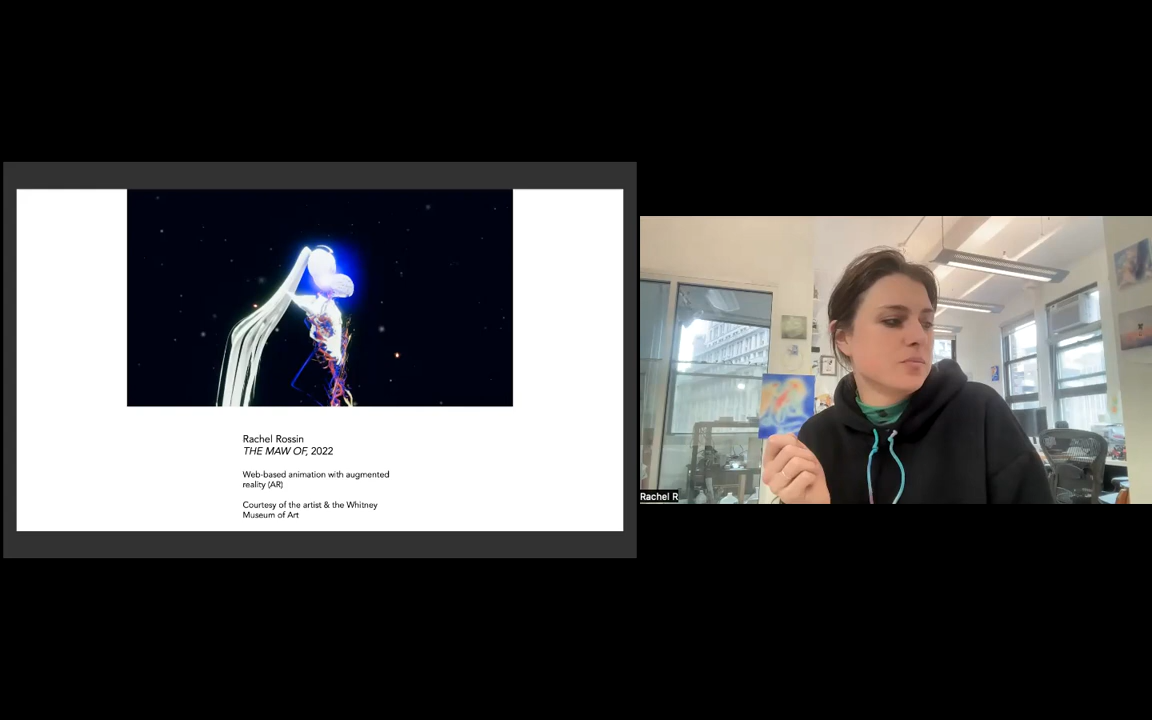 Rachel Rossin
THE MAW OF, 2022
Web-based animation with augmented
reality (AR)
Courtesy of the artist & the Whitney
Museum of Art
Rachel R